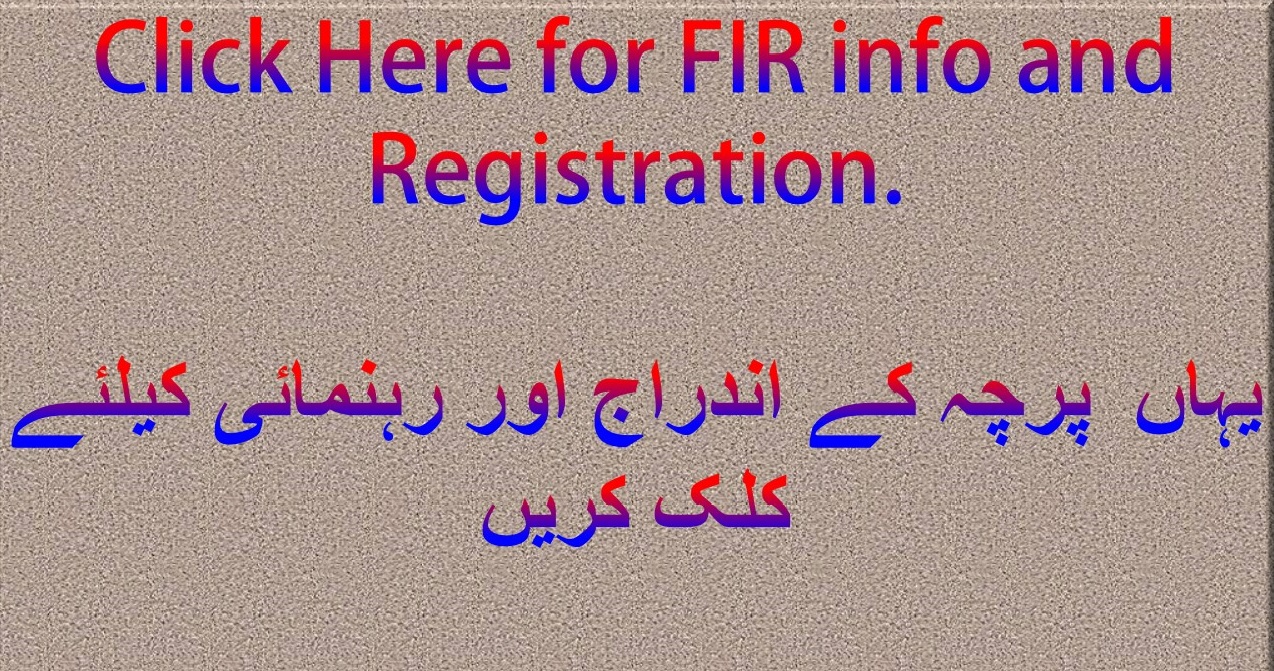 Click Here for FIR info and
Registration.
یہاں پرچہ کے اندراج اور رہنمائی کیلئے
کلک کریں